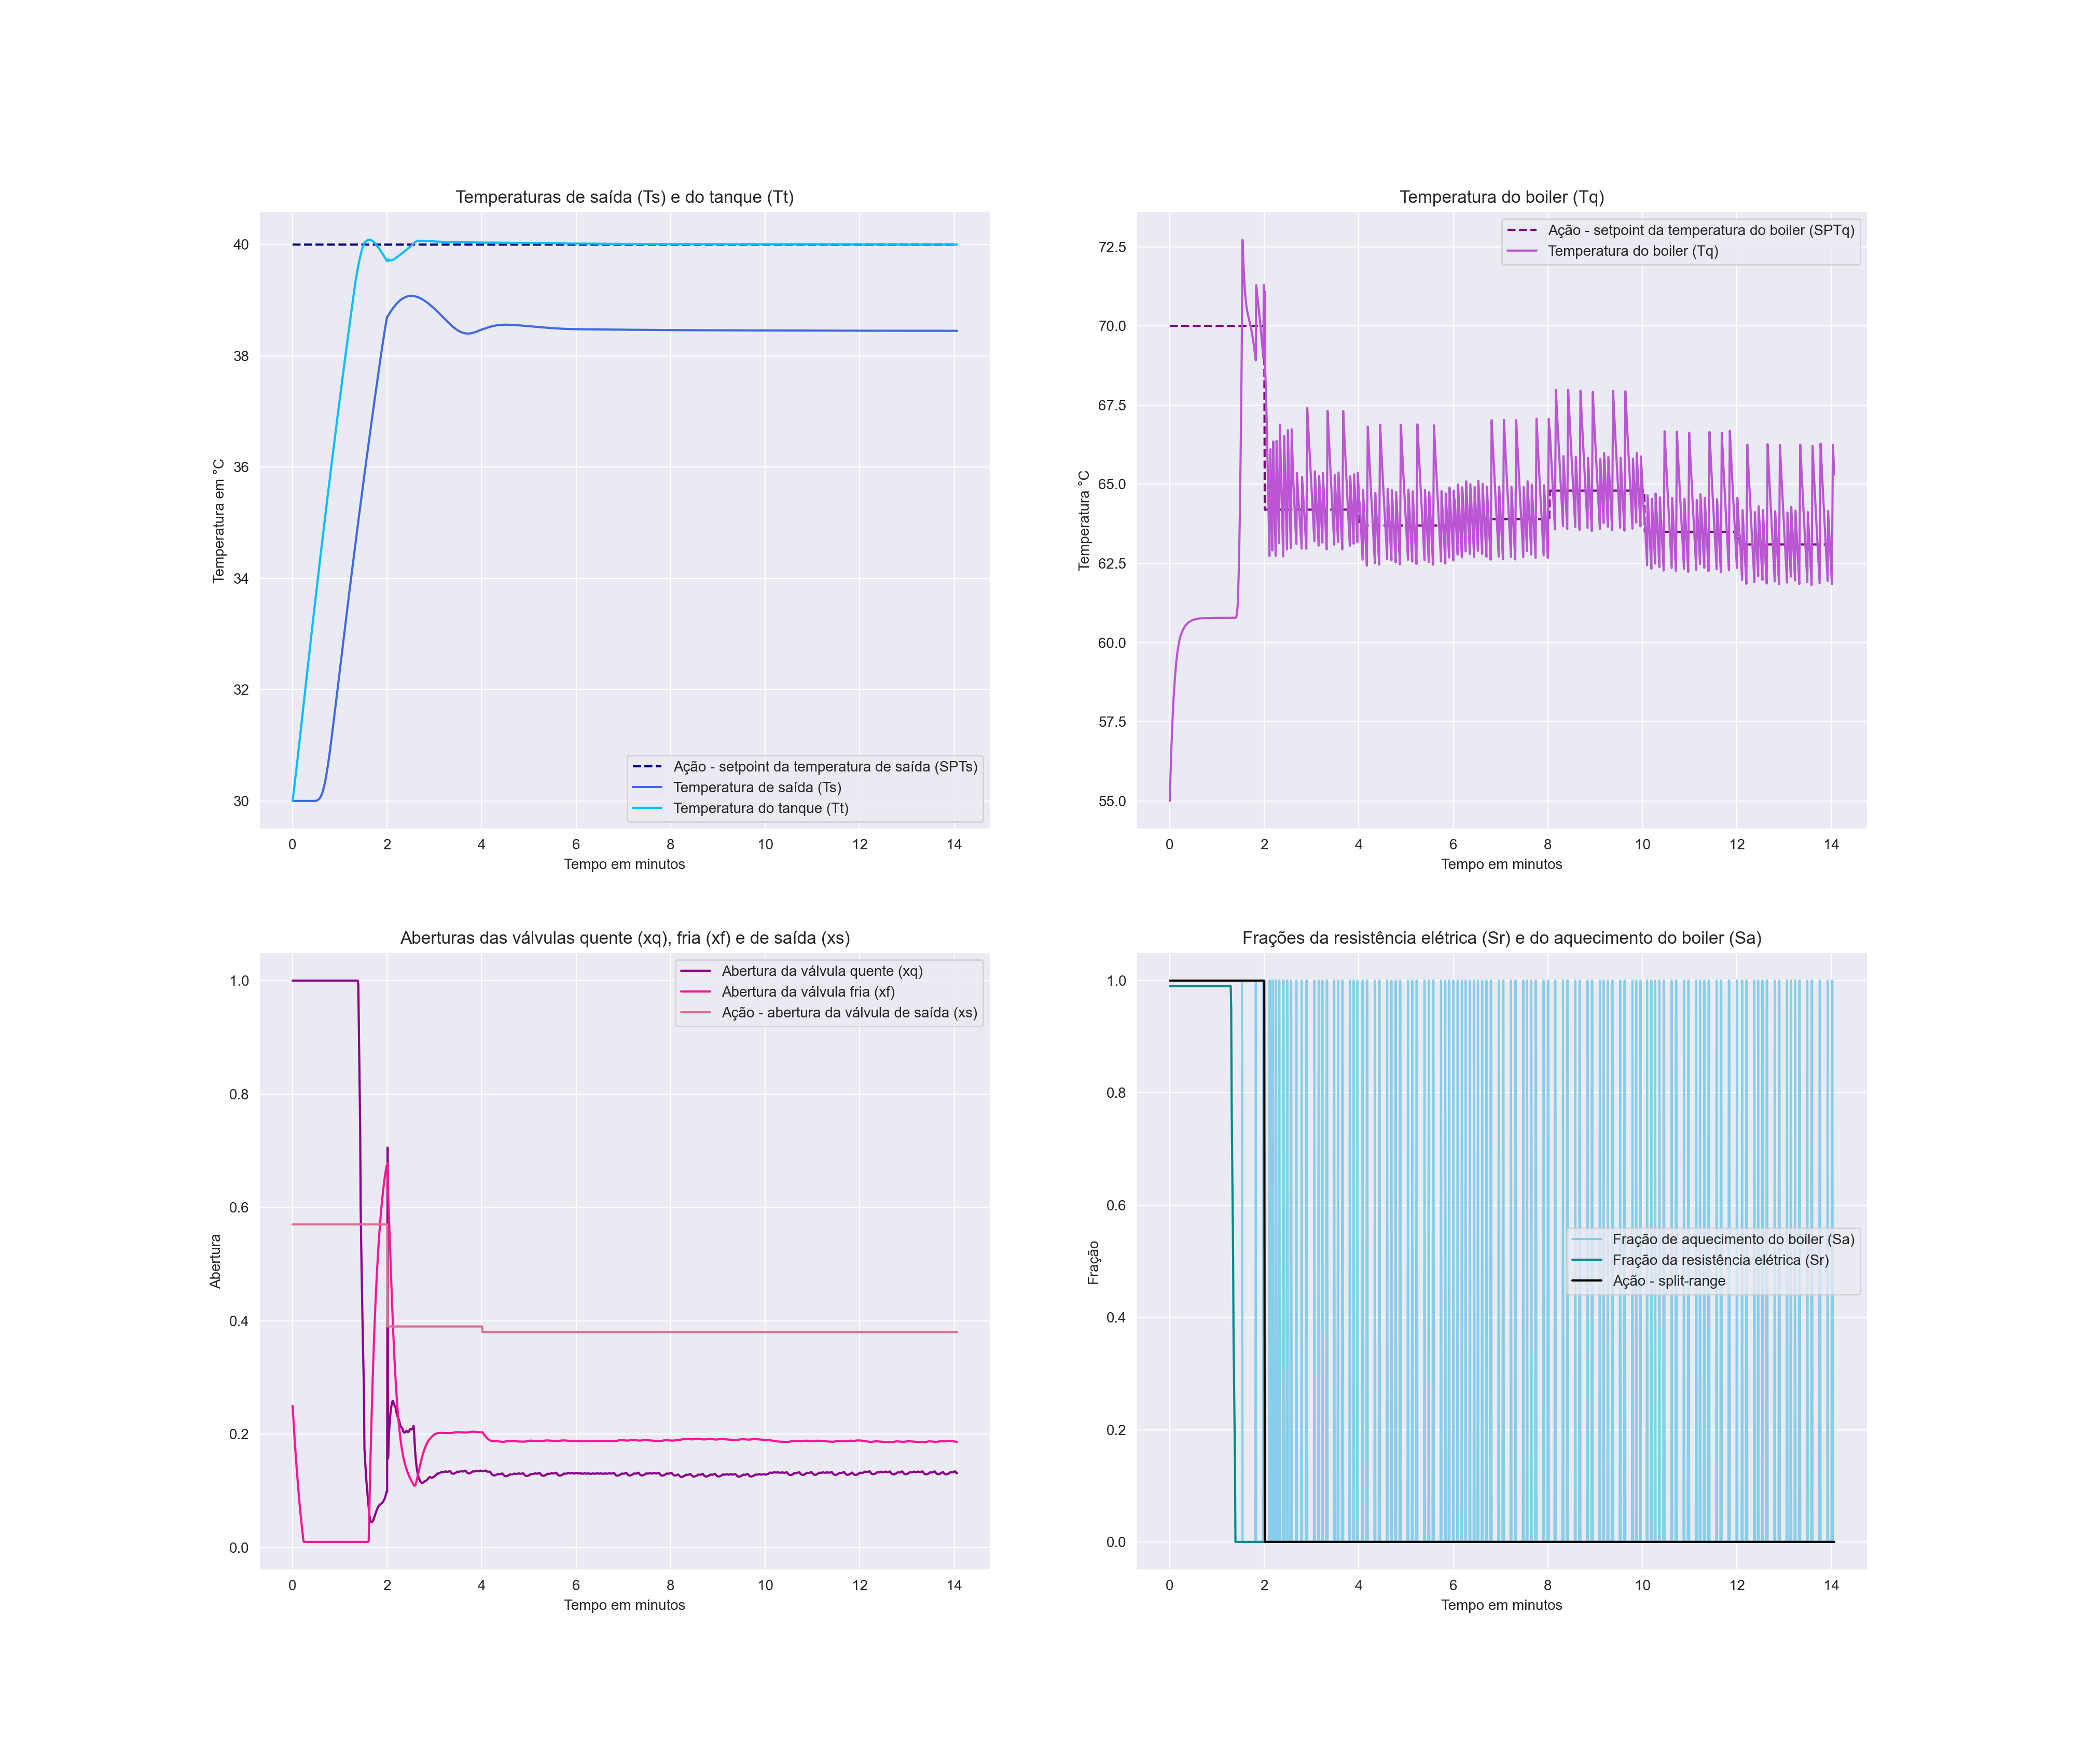 Temperaturas de saída (Ts) e do tanque (Tt)
Temperatura em °C
40
38
36
34
32
30
Ação - setpoint da temperatura de saída (SPTs)
Temperatura de saída (Ts)
Temperatura do tanque (Tt)
0 2 4 6 8 10 12 14
Tempo em minutos
Temperatura do boiler (Tq)
Temperatura °C
72.5
70.0
67.5
65.0
62.5
60.0
57.5
55.0
Ação - setpoint da temperatura do boiler (SPTq)
Temperatura do boiler (Tq)
0 2 4 6 8 10 12 14
Tempo em minutos
Aberturas das válvulas quente (xq), fria (xf) e de saída (xs)
Abertura
1.0
0.8
0.6
0.4
0.2
0.0
Abertura da válvula quente (xq)
Abertura da válvula fria (xf)
Ação - abertura da válvula de saída (xs)
0 2 4 6 8 10 12 14
Tempo em minutos
Frações da resistência elétrica (Sr) e do aquecimento do boiler (Sa)
Fração
1.0
0.8
0.6
0.4
0.2
0.0
Fração de aquecimento do boiler (Sa)
Fração da resistência elétrica (Sr)
Ação - split-range
0 2 4 6 8 10 12 14
Tempo em minutos